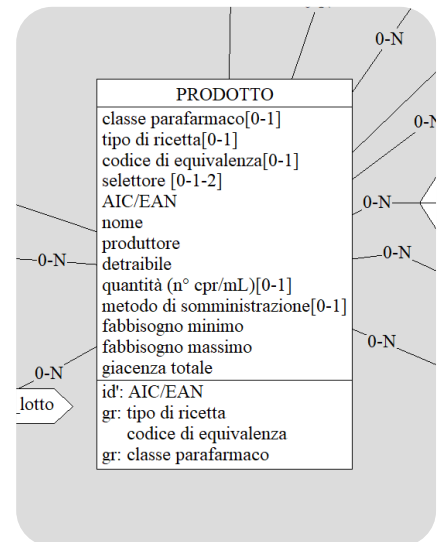 0-N
PRODOTTO
classe parafarmaco[0-1]
tipo di ricetta[0-1]
codice di equivalenza[0-1]
selettore [0-1-2]
AIC/EAN
nome
produttore
detraibile
quantità (n° cpr/mL)[0-1]
metodo di somministrazione[0-1]
fabbisogno minimo
fabbisogno massimo
giacenza totale
id': AIC/EAN
gr: tipo di ricetta
codice di equivalenza
gr: classe parafarmaco
0-N
0-N
0-N
0-N
0-N
0-N
lotto